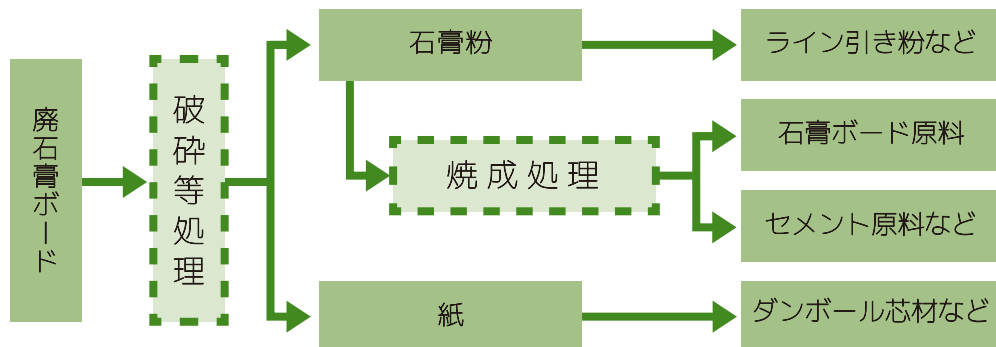 廃石膏ボード
破砕等処理
石膏粉
ライン引き粉など
焼成処理
石膏ボード原料
セメント原料など
紙
ダンボール芯材など